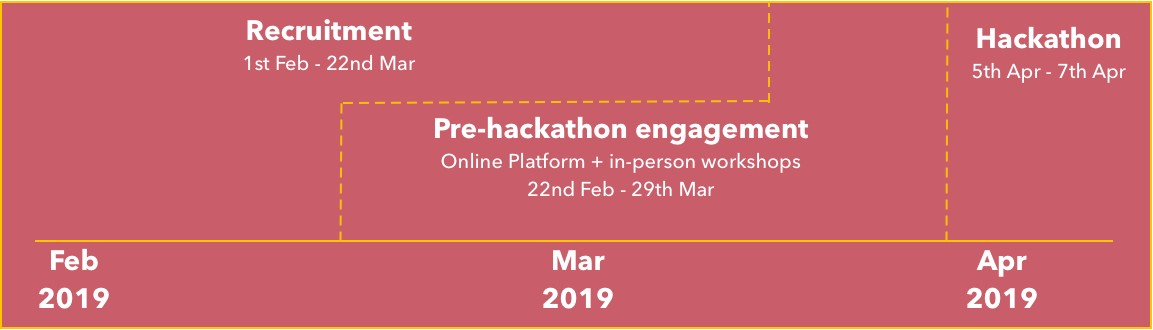 Recruitment
1st Feb - 22nd Mar
Hackathon
5th Apr - 7th Apr
Pre-hackathon engagement
Online Platform + in-person workshops
22nd Feb - 29th Mar
Feb
2019
Mar
2019
Apr
2019